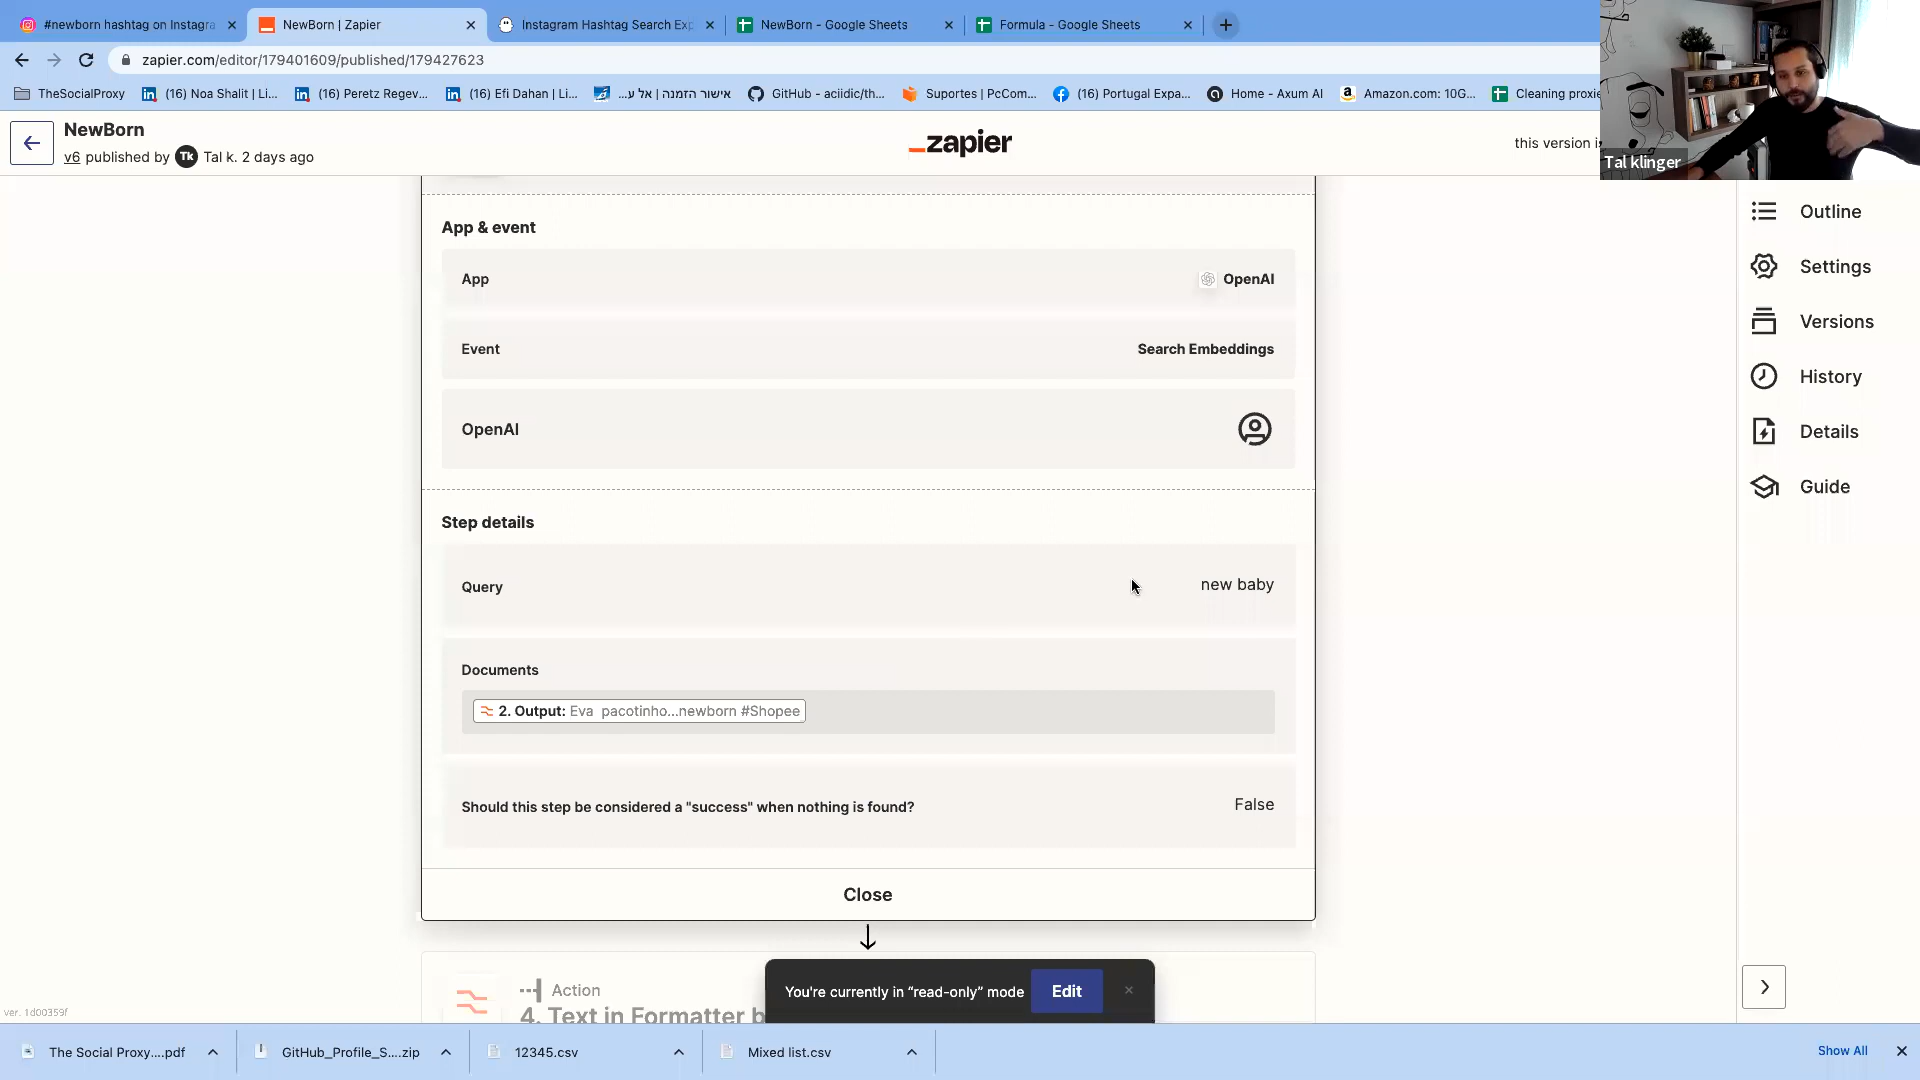 #newborn hashtag on Instagra
NewBorn | Zapier
Instagram Hashtag Search Exp
NewBorn - Google Sheets
Formula - Google Sheets
zapier.com/editor/179401609/published/179427623
TheSocialProxy
(16) Noa Shalit | Li...
(16) Peretz Regev...
(16) Efi Dahan | Li...
אישור הזמנה | אל ע...
GitHub - aciidic/th...
Suportes | PcCom...
(16) Portugal Expa...
Home - Axum AI
Amazon.com: 10G...
Cleaning proxie
NewBorn
v6 published by Tk Tal k. 2 days ago
zapier
this version i
Tal klinger
App & event
App
OpenAI
Event
Search Embeddings
OpenAI
Step details
Query
new baby
Documents
2. Output: Eva pacotinho...newborn #Shopee
Should this step be considered a "success" when nothing is found?
False
Close
Action
4. Text in Formatter b
You're currently in “read-only” mode
Edit
Outline
Settings
Versions
History
Details
Guide
ver. 1d00359f
The Social Proxy....pdf
GitHub_Profile_S....zip
12345.csv
Mixed list.csv
Show All